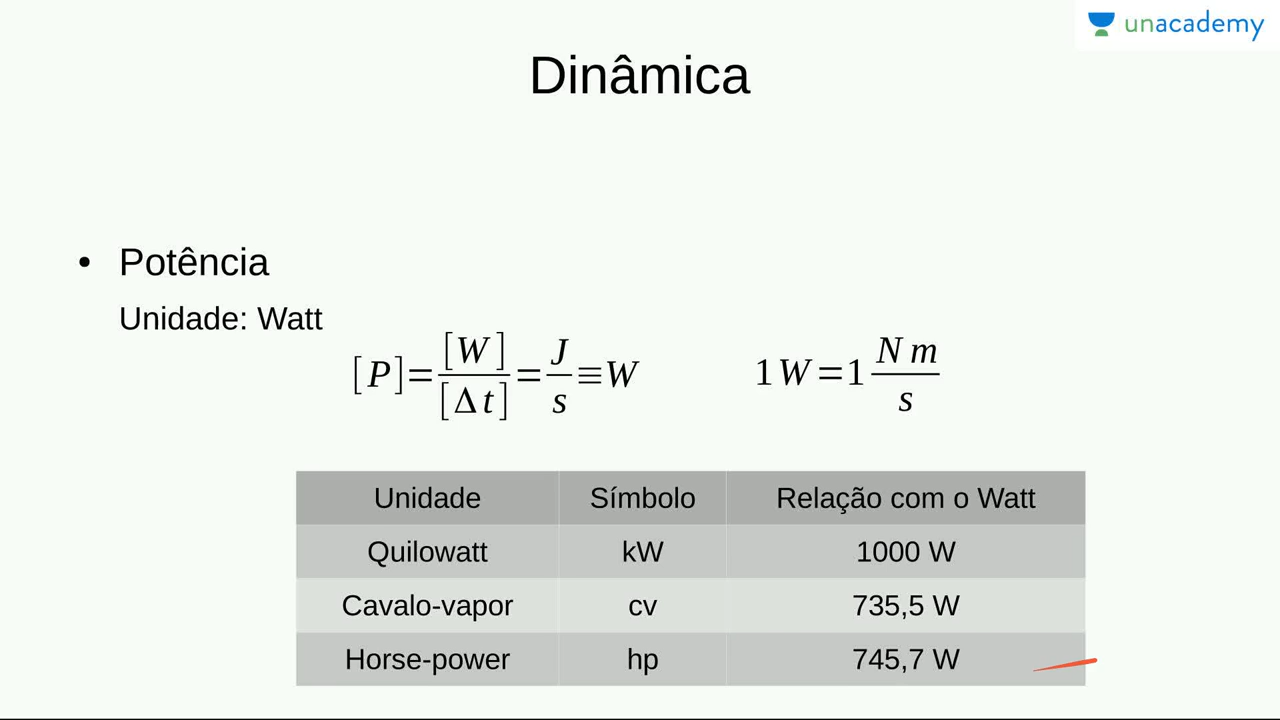 unacademy
Dinâmica
• Potência
Unidade: Watt
[P]=[W]/[Δt]=J/s≡W 1W=1 N m/s
Unidade Símbolo Relação com o Watt
Quilowatt kW 1000 W
Cavalo-vapor cv 735,5 W
Horse-power hp 745,7 W